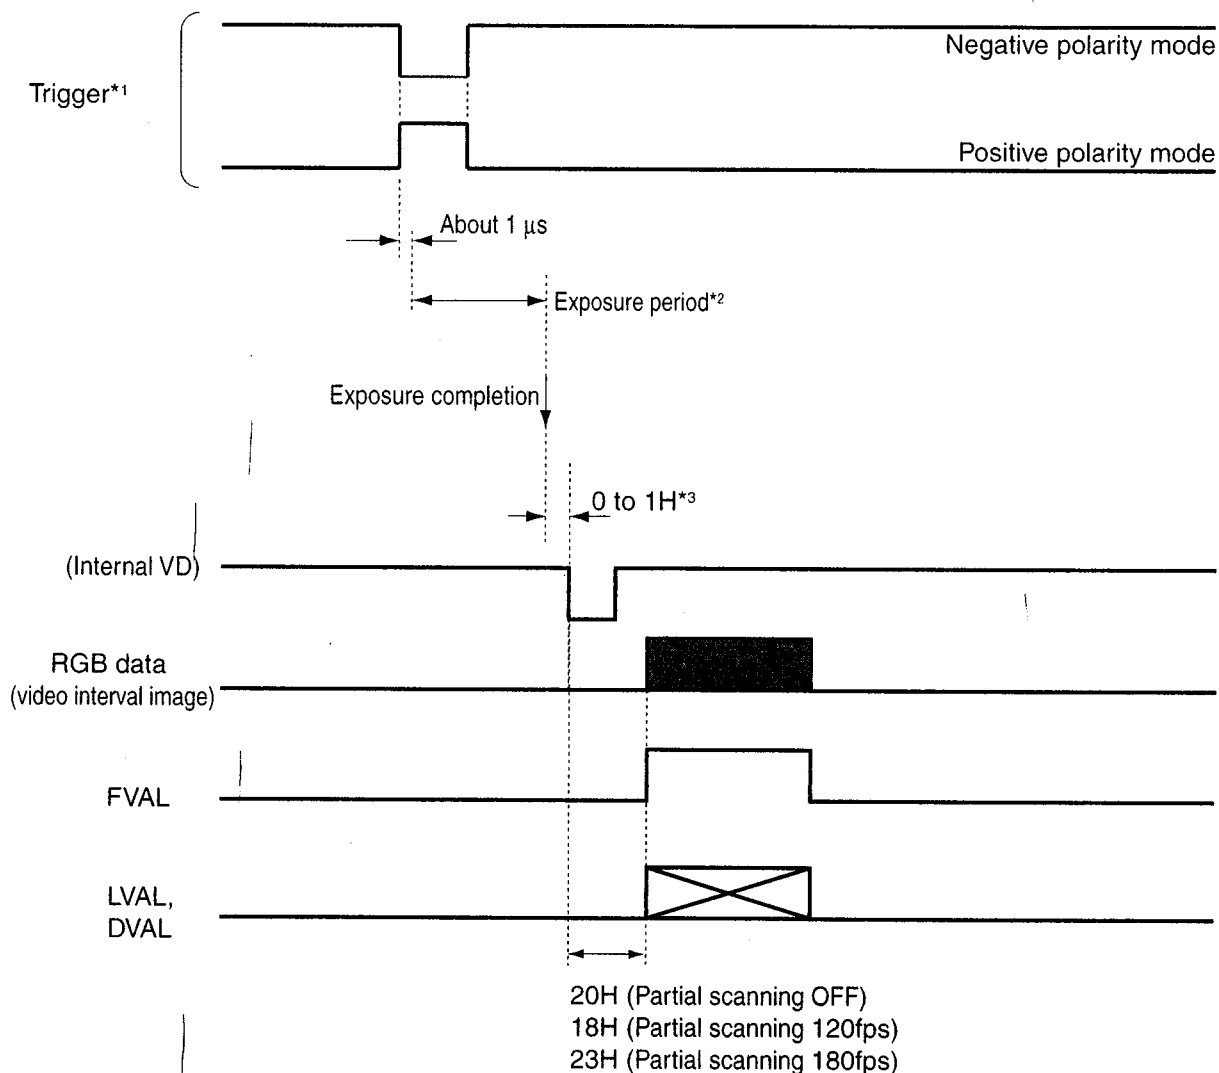 Negative polarity mode
Trigger*1
Positive polarity mode
About 1 µs
Exposure period*2
Exposure completion
0 to 1H*3
(Internal VD)
RGB data
(video interval image)
FVAL
LVAL,
DVAL
20H (Partial scanning OFF)
18H (Partial scanning 120fps)
23H (Partial scanning 180fps)